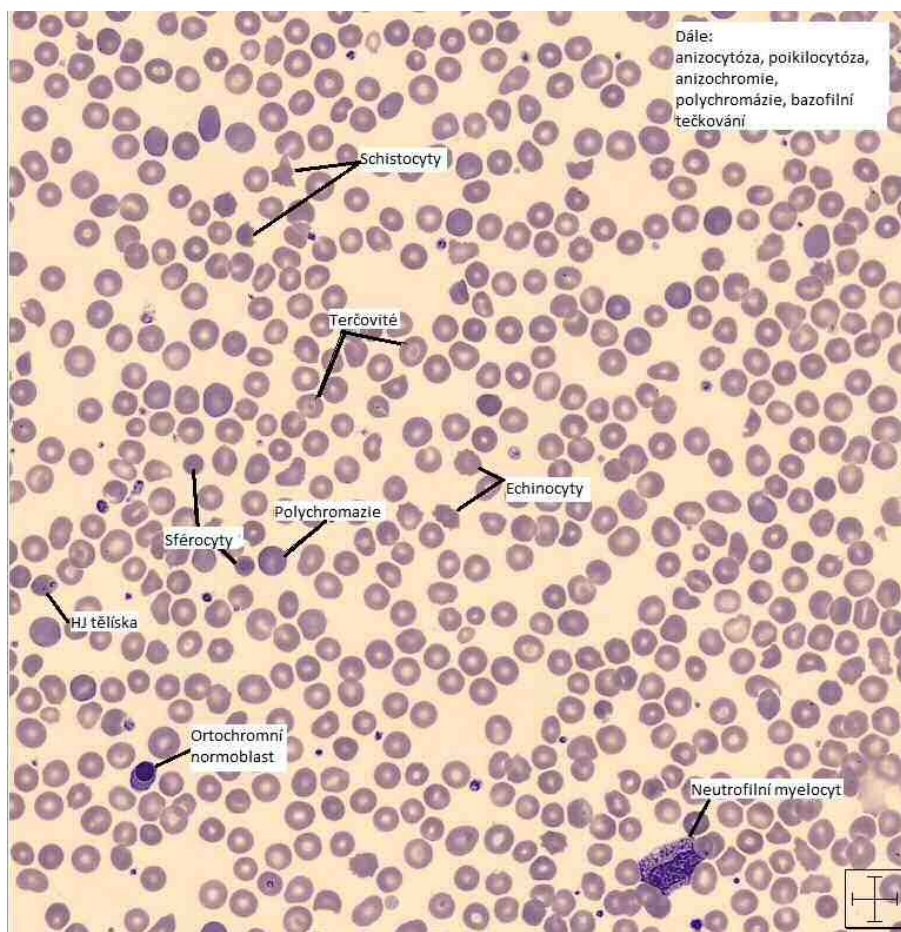 Dále:
anizocytóza, poikilocytóza,
anizochromie,
polychromázie, bazofilní
tečkování
Schistocyty
Terčovité
Echinocyty
Polychromazie
Sférocyty
HJ tělíska
Ortochromní
normoblast
Neutrofilní myelocyt